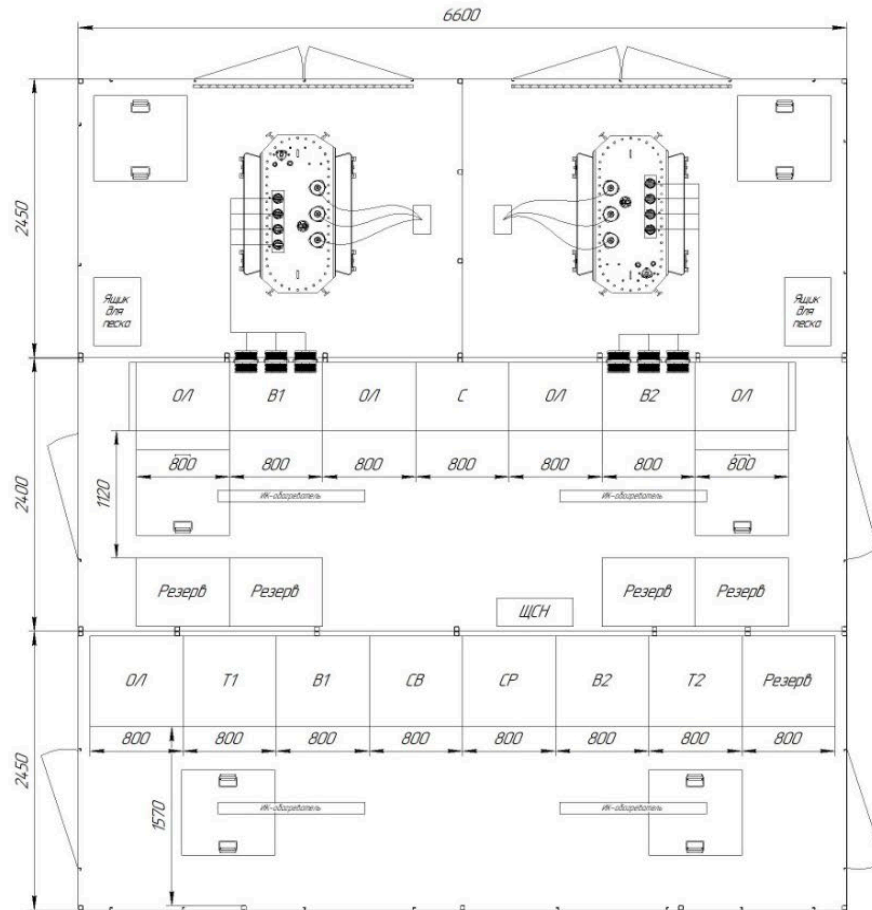 6600
2450
Ящик
для
песка
Ящик
для
песка
ОЛ В1 ОЛ С ОЛ В2 ОЛ
2400
1120
800 800 800 800 800 800 800
ИК-обогреватель ИК-обогреватель
Резерв Резерв Резерв Резерв
ЩСН
ОЛ Т1 В1 СВ СР В2 Т2 Резерв
2450
800 800 800 800 800 800 800 800
1570
ИК-обогреватель ИК-обогреватель